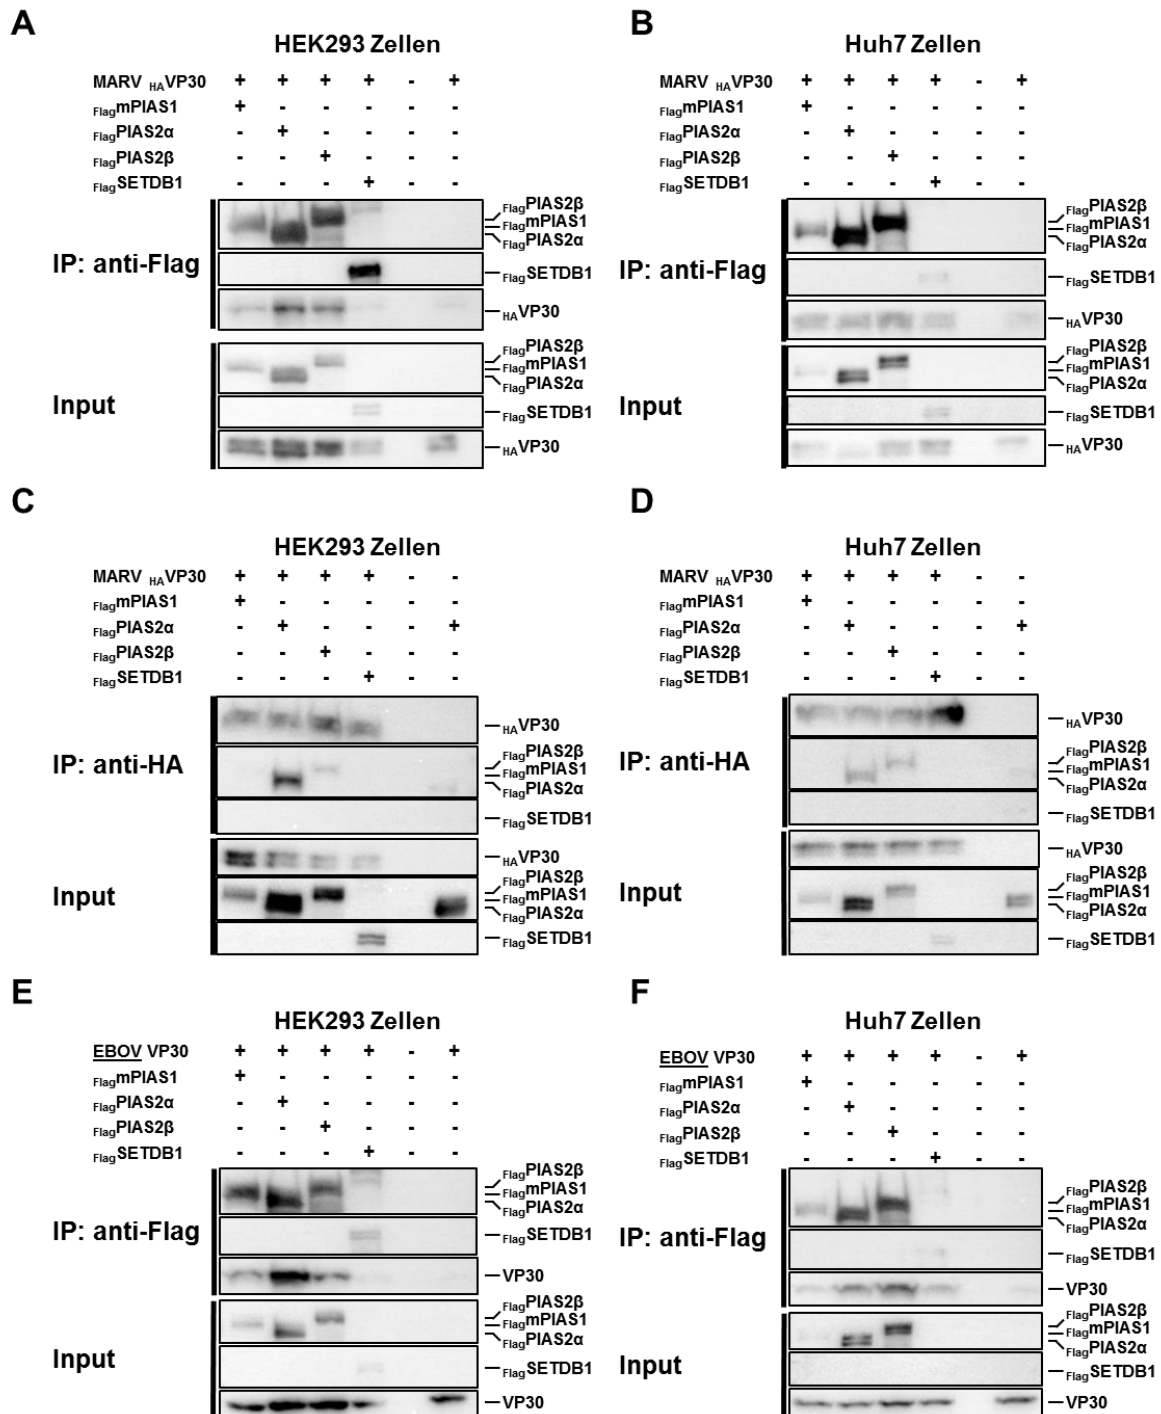 A
HEK293 Zellen
MARV HAVP30 + + + + - +
FlagmPIAS1 + - - - - -
FlagPIAS2α - + - - - -
FlagPIAS2β - - + - - -
FlagSETDB1 - - - + - -
IP: anti-Flag
FlagPIAS2β
FlagmPIAS1
FlagPIAS2α
FlagSETDB1
HAVP30
Input
FlagPIAS2β
FlagmPIAS1
FlagPIAS2α
FlagSETDB1
HAVP30
B
Huh7 Zellen
MARV HAVP30 + + + + - +
FlagmPIAS1 + - - - - -
FlagPIAS2α - + - - - -
FlagPIAS2β - - + - - -
FlagSETDB1 - - - + - -
IP: anti-Flag
FlagPIAS2β
FlagmPIAS1
FlagPIAS2α
FlagSETDB1
HAVP30
Input
FlagPIAS2β
FlagmPIAS1
FlagPIAS2α
FlagSETDB1
HAVP30
C
HEK293 Zellen
MARV HAVP30 + + + + - -
FlagmPIAS1 + - - - - -
FlagPIAS2α - + - - - +
FlagPIAS2β - - + - - -
FlagSETDB1 - - - + - -
IP: anti-HA
HAVP30
FlagPIAS2β
FlagmPIAS1
FlagPIAS2α
FlagSETDB1
Input
HAVP30
FlagPIAS2β
FlagmPIAS1
FlagPIAS2α
FlagSETDB1
D
Huh7 Zellen
MARV HAVP30 + + + + - -
FlagmPIAS1 + - - - - -
FlagPIAS2α - + - - - +
FlagPIAS2β - - + - - -
FlagSETDB1 - - - + - -
IP: anti-HA
HAVP30
FlagPIAS2β
FlagmPIAS1
FlagPIAS2α
FlagSETDB1
Input
HAVP30
FlagPIAS2β
FlagmPIAS1
FlagPIAS2α
FlagSETDB1
E
HEK293 Zellen
EBOV VP30 + + + + - +
FlagmPIAS1 + - - - - -
FlagPIAS2α - + - - - -
FlagPIAS2β - - + - - -
FlagSETDB1 - - - + - -
IP: anti-Flag
FlagPIAS2β
FlagmPIAS1
FlagPIAS2α
FlagSETDB1
VP30
Input
FlagPIAS2β
FlagmPIAS1
FlagPIAS2α
FlagSETDB1
VP30
F
Huh7 Zellen
EBOV VP30 + + + + - +
FlagmPIAS1 + - - - - -
FlagPIAS2α - + - - - -
FlagPIAS2β - - + - - -
FlagSETDB1 - - - + - -
IP: anti-Flag
FlagPIAS2β
FlagmPIAS1
FlagPIAS2α
FlagSETDB1
VP30
Input
FlagPIAS2β
FlagmPIAS1
FlagPIAS2α
FlagSETDB1
VP30